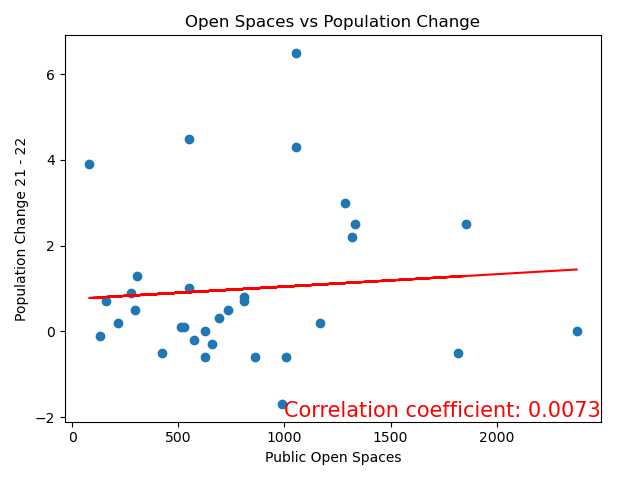 Open Spaces vs Population Change
6
4
2
0
−2
Population Change 21 - 22
Correlation coefficient: 0.0073
0 500 1000 1500 2000
Public Open Spaces